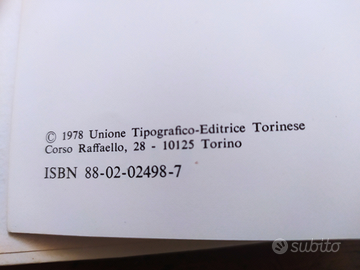 © 1978 Unione Tipografico-Editrice Torinese
Corso Raffaello, 28 - 10125 Torino
ISBN 88-02-02498-7
subito